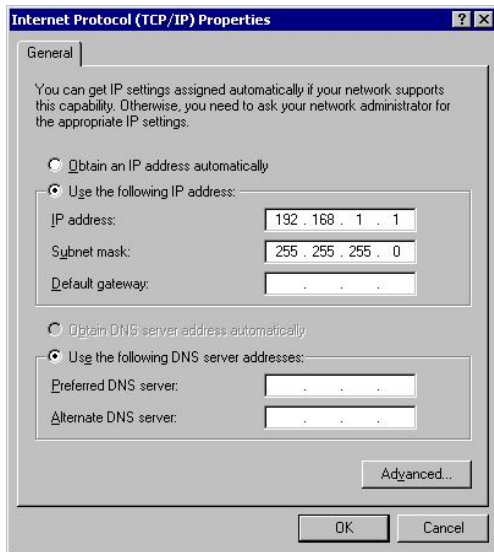 Internet Protocol (TCP/IP) Properties
? X
General
You can get IP settings assigned automatically if your network supports
this capability. Otherwise, you need to ask your network administrator for
the appropriate IP settings.
Obtain an IP address automatically
Use the following IP address:
IP address: 192 . 168 . 1 . 1
Subnet mask: 255 . 255 . 255 . 0
Default gateway: . . .
Obtain DNS server address automatically
Use the following DNS server addresses:
Preferred DNS server: . . .
Alternate DNS server: . . .
Advanced...
OK Cancel